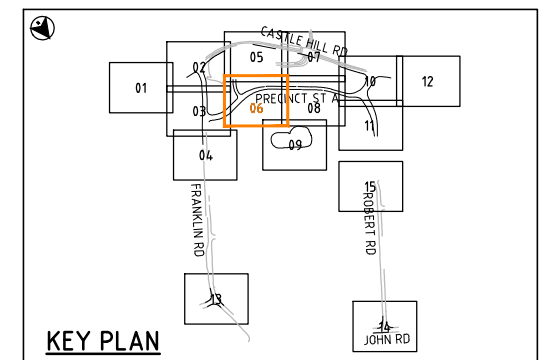 CASTLE HILL RD
05
07
02
01
10
12
PRECINCT ST A
06
08
03
11
09
04
15
FRANKLIN RD
ROBERT RD
13
14
JOHN RD
KEY PLAN